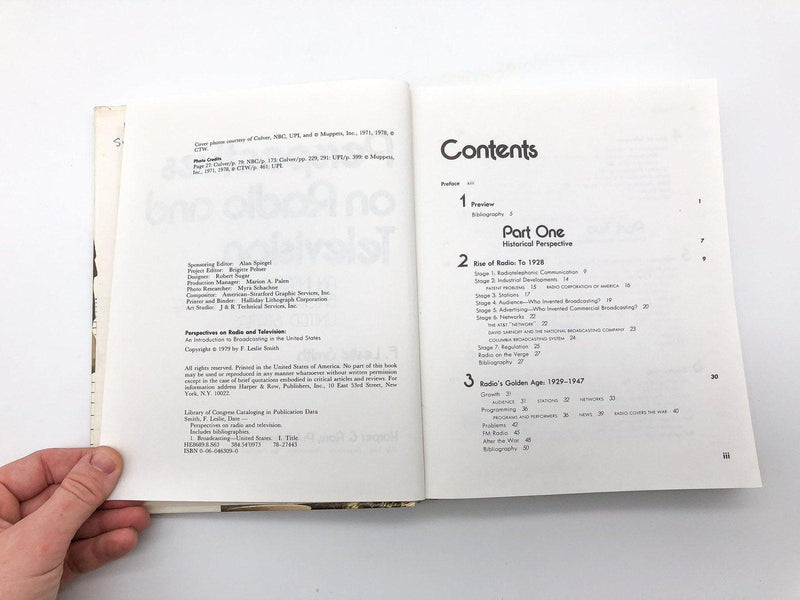 Cover photos courtesy of Culver, NBC, UPI, and © Muppets, Inc., 1971, 1978, ©
CTW.
Photo Credits
Page 27: Culver/p. 79: NBC/p. 173: Culver/pp. 229, 291: UPI/p. 399: © Muppets,
Inc., 1971, 1978, © CTW/p. 461: UPI.
Sponsoring Editor: Alan Spiegel
Project Editor: Brigitte Pelner
Designer: Robert Sugar
Production Manager: Marion A. Palen
Photo Researcher: Myra Schachne
Compositor: American–Stratford Graphic Services, Inc.
Printer and Binder: Halliday Lithograph Corporation
Art Studio: J & R Technical Services, Inc.
Perspectives on Radio and Television:
An Introduction to Broadcasting in the United States
Copyright © 1979 by F. Leslie Smith
All rights reserved. Printed in the United States of America. No part of this book
may be used or reproduced in any manner whatsoever without written permission
except in the case of brief quotations embodied in critical articles and reviews. For
information address Harper & Row, Publishers, Inc., 10 East 53rd Street, New
York, N.Y. 10022.
Library of Congress Cataloging in Publication Data
Smith, F. Leslie, Date—
Perspectives on radio and television.
Includes bibliographies.
1. Broadcasting—United States. I. Title.
HE8689.8.S63 384.54'0973 78-27445
ISBN 0-06-046309-0
Contents
Preface xiii
1 Preview 1
Bibliography 5
Part One
Historical Perspective 7
2 Rise of Radio: To 1928 9
Stage 1: Radiotelephonic Communication 9
Stage 2: Industrial Developments 14
PATENT PROBLEMS 15 RADIO CORPORATION OF AMERICA 16
Stage 3: Stations 17
Stage 4: Audience—Who Invented Broadcasting? 19
Stage 5: Advertising—Who Invented Commercial Broadcasting? 20
Stage 6: Networks 22
THE AT&T "NETWORK" 22
DAVID SARNOFF AND THE NATIONAL BROADCASTING COMPANY 23
COLUMBIA BROADCASTING SYSTEM 24
Stage 7: Regulation 25
Radio on the Verge 27
Bibliography 27
3 Radio's Golden Age: 1929–1947 30
Growth 31
AUDIENCE 31 STATIONS 32 NETWORKS 33
Programming 36
PROGRAMS AND PERFORMERS 36 NEWS 39 RADIO COVERS THE WAR 40
Problems 42
FM Radio 45
After the War 48
Bibliography 50
iii